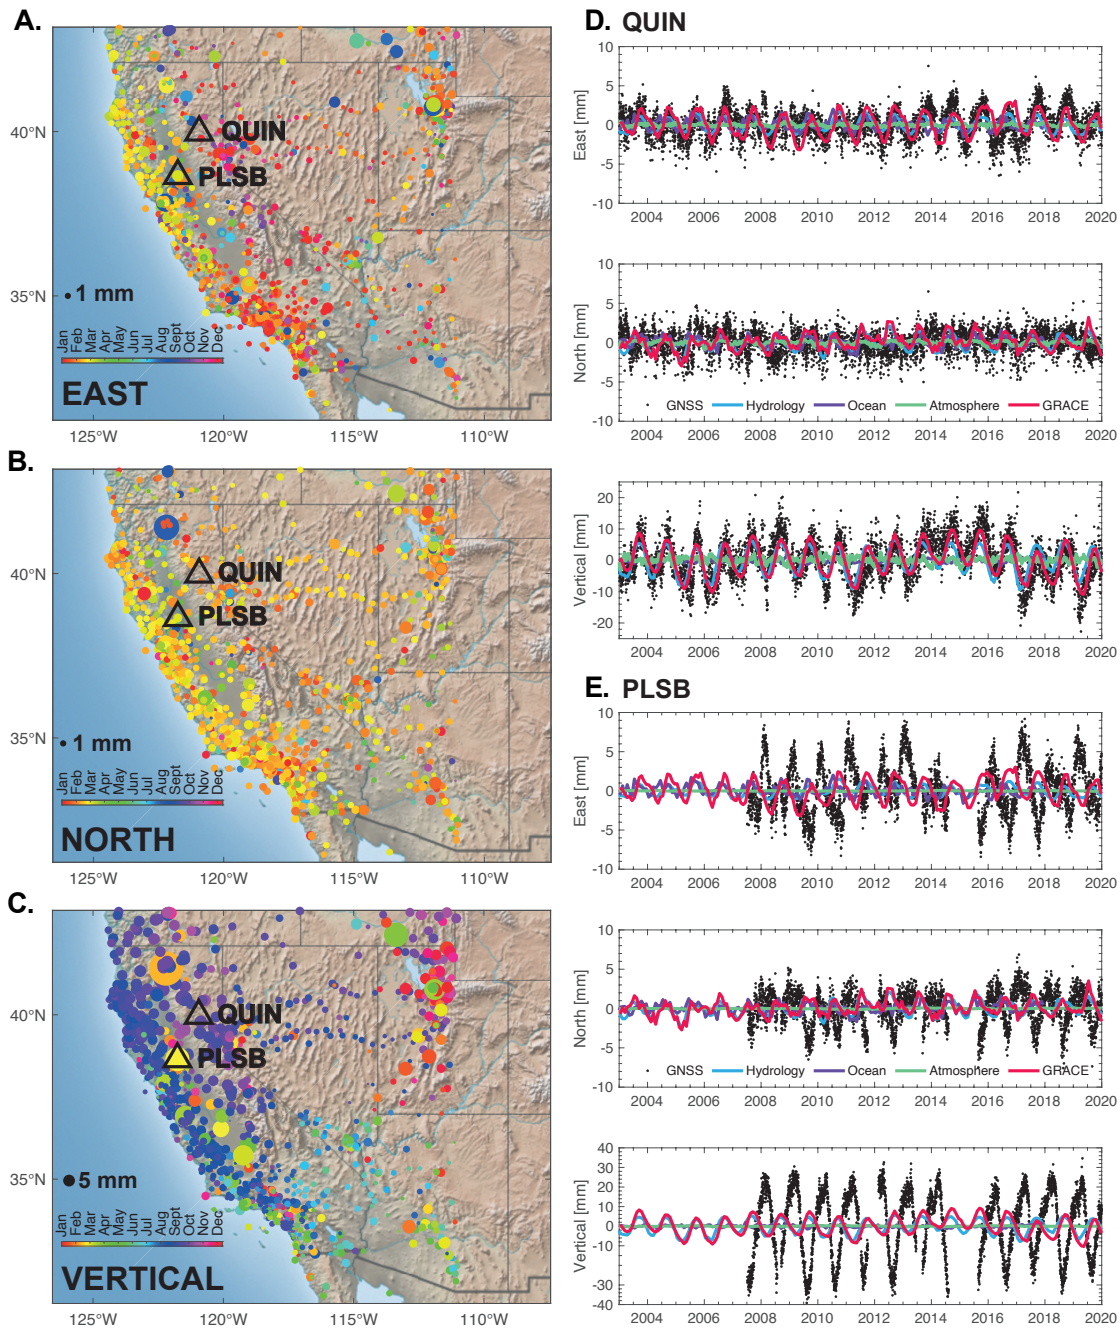 A.
40°N
35°N
QUIN
PLSB
1 mm
Jan
Feb
Mar
Apr
May
Jun
Jul
Aug
Sept
Oct
Nov
Dec
EAST
125°W 120°W 115°W 110°W
B.
40°N
35°N
QUIN
PLSB
1 mm
Jan
Feb
Mar
Apr
May
Jun
Jul
Aug
Sept
Oct
Nov
Dec
NORTH
125°W 120°W 115°W 110°W
C.
40°N
35°N
QUIN
PLSB
5 mm
Jan
Feb
Mar
Apr
May
Jun
Jul
Aug
Sept
Oct
Nov
Dec
VERTICAL
125°W 120°W 115°W 110°W
D. QUIN
East [mm]
10
5
0
-5
-10
2004 2006 2008 2010 2012 2014 2016 2018 2020
North [mm]
10
5
0
-5
-10
GNSS Hydrology Ocean Atmosphere GRACE
2004 2006 2008 2010 2012 2014 2016 2018 2020
Vertical [mm]
20
10
0
-10
-20
2004 2006 2008 2010 2012 2014 2016 2018 2020
E. PLSB
East [mm]
10
5
0
-5
-10
2004 2006 2008 2010 2012 2014 2016 2018 2020
North [mm]
10
5
0
-5
-10
GNSS Hydrology Ocean Atmosphere GRACE
2004 2006 2008 2010 2012 2014 2016 2018 2020
Vertical [mm]
40
30
20
10
0
-10
-20
-30
-40
2004 2006 2008 2010 2012 2014 2016 2018 2020